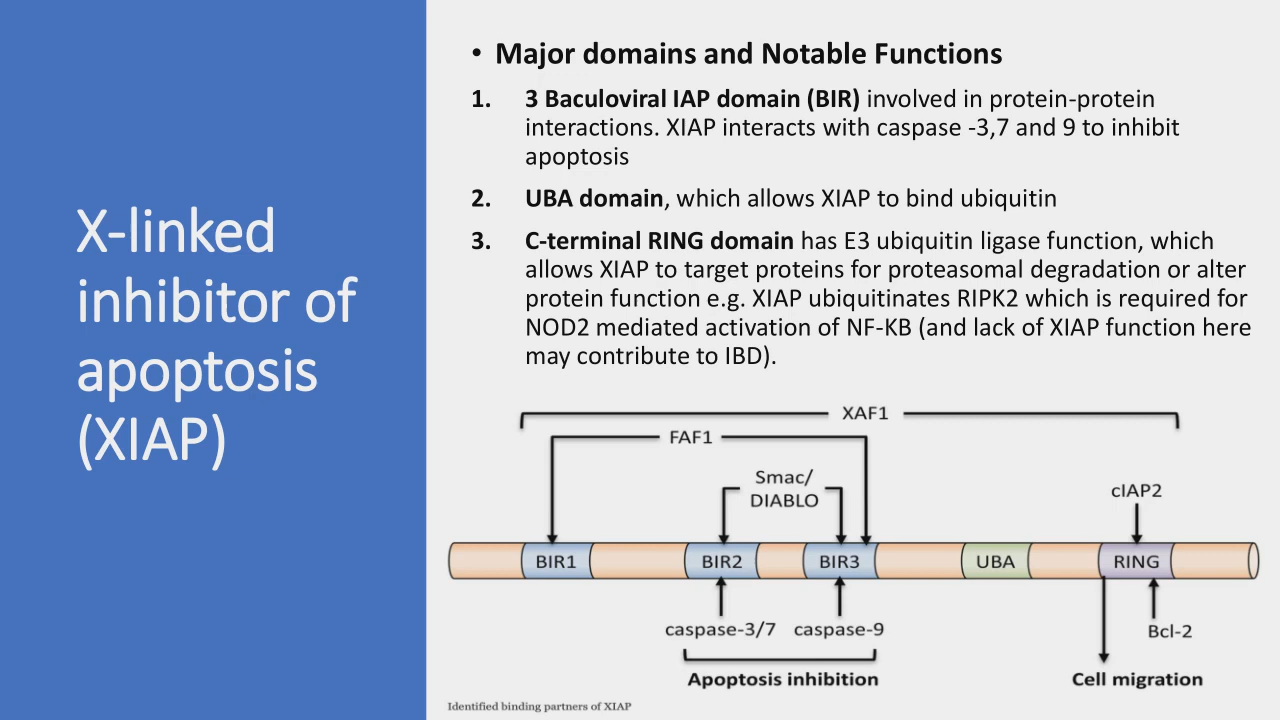 X-linked
inhibitor of
apoptosis
(XIAP)
• Major domains and Notable Functions
1. 3 Baculoviral IAP domain (BIR) involved in protein-protein
interactions. XIAP interacts with caspase -3,7 and 9 to inhibit
apoptosis
2. UBA domain, which allows XIAP to bind ubiquitin
3. C-terminal RING domain has E3 ubiquitin ligase function, which
allows XIAP to target proteins for proteasomal degradation or alter
protein function e.g. XIAP ubiquitinates RIPK2 which is required for
NOD2 mediated activation of NF-KB (and lack of XIAP function here
may contribute to IBD).
XAF1
FAF1
Smac/
DIABLO
cIAP2
BIR1 BIR2 BIR3 UBA RING
caspase-3/7 caspase-9 Bcl-2
Apoptosis inhibition Cell migration
Identified binding partners of XIAP